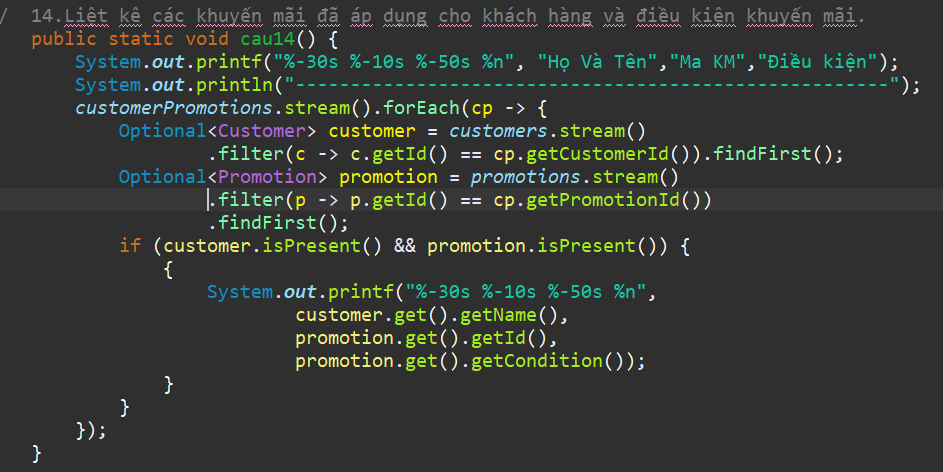 /  14.Liệt kê các khuyến mãi đã áp dụng cho khách hàng và điều kiện khuyến mãi.
public static void cau14() {
    System.out.printf("%-30s %-10s %-50s %n", "Họ Và Tên","Ma KM","Điều kiện");
    System.out.println("------------------------------------------------------");
    customerPromotions.stream().forEach(cp -> {
        Optional<Customer> customer = customers.stream()
                .filter(c -> c.getId() == cp.getCustomerId()).findFirst();
        Optional<Promotion> promotion = promotions.stream()
                .filter(p -> p.getId() == cp.getPromotionId())
                .findFirst();
        if (customer.isPresent() && promotion.isPresent()) {
            {
                System.out.printf("%-30s %-10s %-50s %n",
                        customer.get().getName(),
                        promotion.get().getId(),
                        promotion.get().getCondition());
            }
        }
    });
}